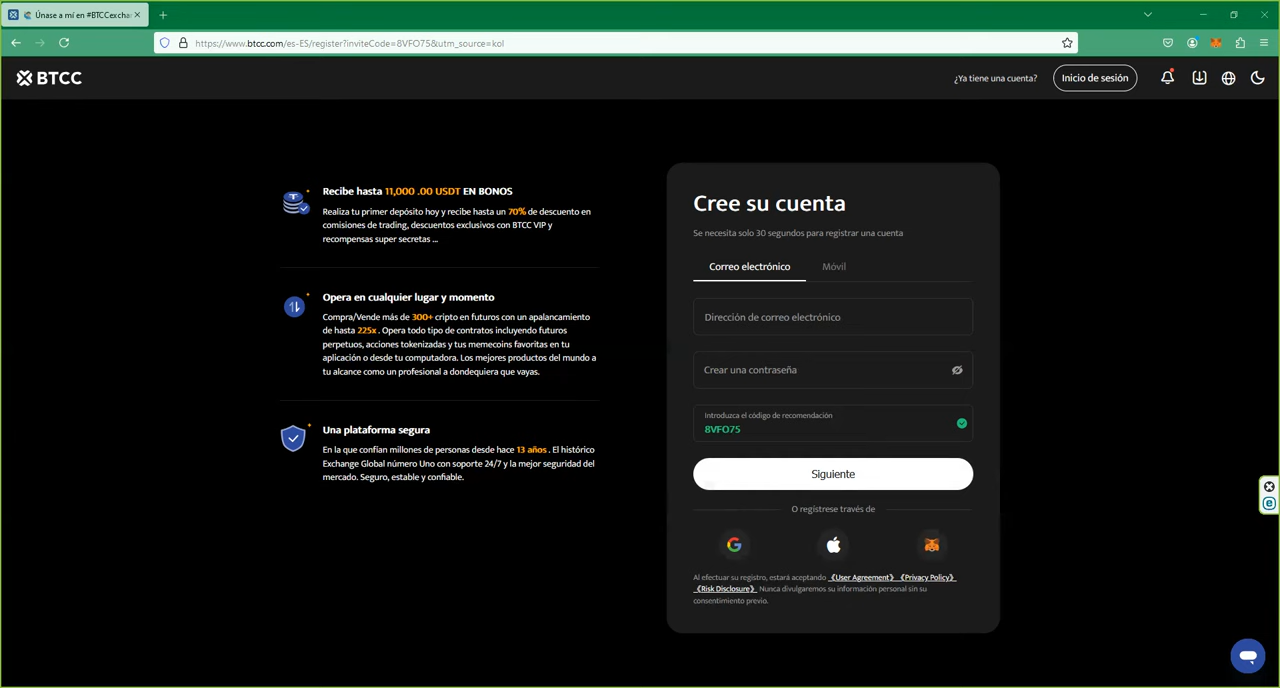 Únase a mí en #BTCCexcha
https://www.btcc.com/es-ES/register?inviteCode=8VFO75&utm_source=kol
BTCC
¿Ya tiene una cuenta?
Inicio de sesión
Recibe hasta 11,000 .00 USDT EN BONOS
Realiza tu primer depósito hoy y recibe hasta un 70% de descuento en
comisiones de trading, descuentos exclusivos con BTCC VIP y
recompensas super secretas ...
Opera en cualquier lugar y momento
Compra/Vende más de 300+ cripto en futuros con un apalancamiento
de hasta 225x . Opera todo tipo de contratos incluyendo futuros
perpetuos, acciones tokenizadas y tus memecoins favoritas en tu
aplicación o desde tu computadora. Los mejores productos del mundo a
tu alcance como un profesional a dondequiera que vayas.
Una plataforma segura
En la que confían millones de personas desde hace 13 años . El histórico
Exchange Global número Uno con soporte 24/7 y la mejor seguridad del
mercado. Seguro, estable y confiable.
Cree su cuenta
Se necesita solo 30 segundos para registrar una cuenta
Correo electrónico
Móvil
Dirección de correo electrónico
Crear una contraseña
Introduzca el código de recomendación
8VFO75
Siguiente
O regístrese través de
Al efectuar su registro, estará aceptando 《User Agreement》 《Privacy Policy》
《Risk Disclosure》 Nunca divulgaremos su información personal sin su
consentimiento previo.